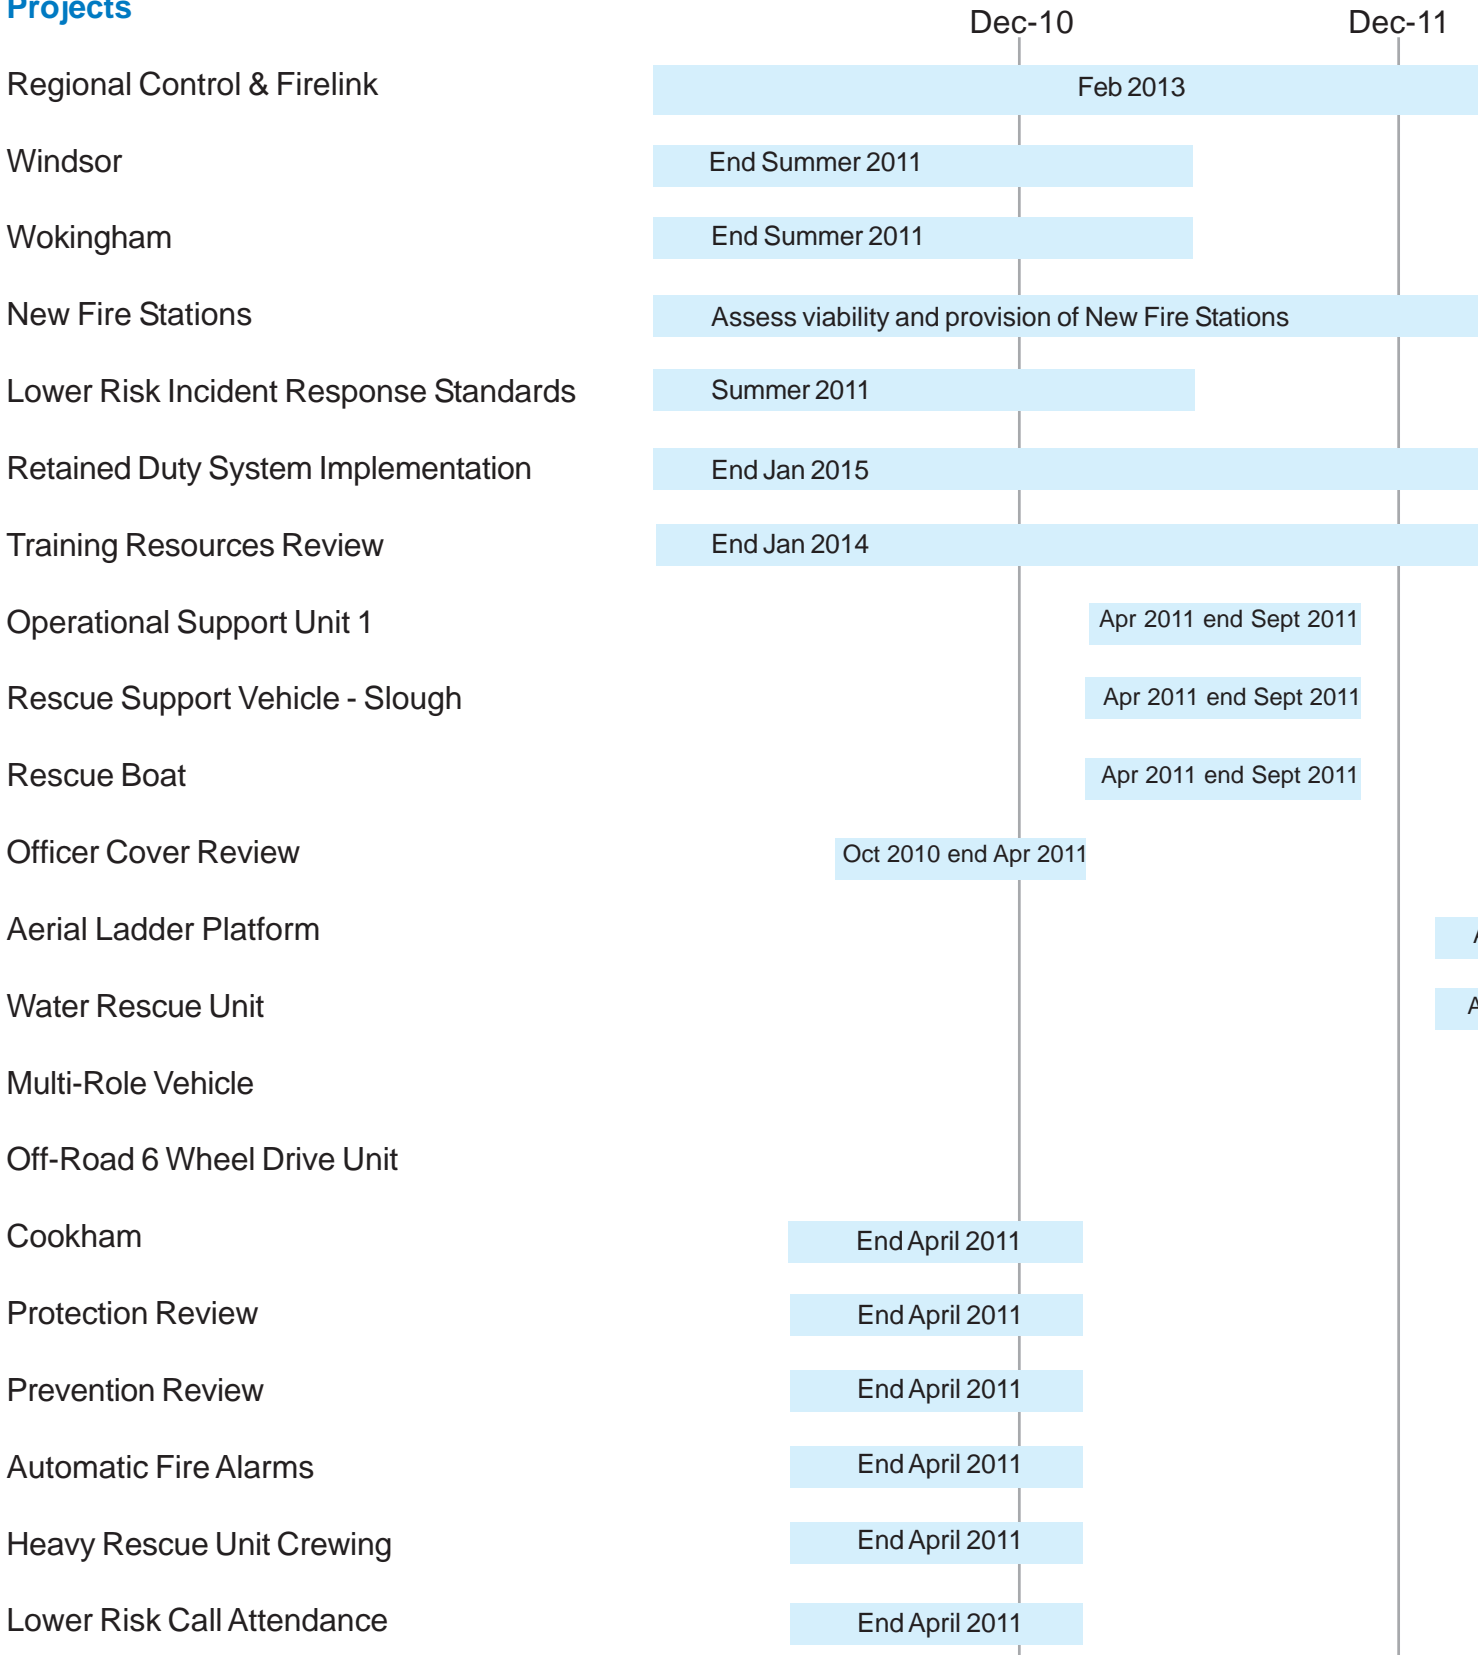 Projects
Dec-10 Dec-11
Regional Control & Firelink Feb 2013
Windsor End Summer 2011
Wokingham End Summer 2011
New Fire Stations Assess viability and provision of New Fire Stations
Lower Risk Incident Response Standards Summer 2011
Retained Duty System Implementation End Jan 2015
Training Resources Review End Jan 2014
Operational Support Unit 1 Apr 2011 end Sept 2011
Rescue Support Vehicle - Slough Apr 2011 end Sept 2011
Rescue Boat Apr 2011 end Sept 2011
Officer Cover Review Oct 2010 end Apr 2011
Aerial Ladder Platform
Water Rescue Unit
Multi-Role Vehicle
Off-Road 6 Wheel Drive Unit
Cookham End April 2011
Protection Review End April 2011
Prevention Review End April 2011
Automatic Fire Alarms End April 2011
Heavy Rescue Unit Crewing End April 2011
Lower Risk Call Attendance End April 2011